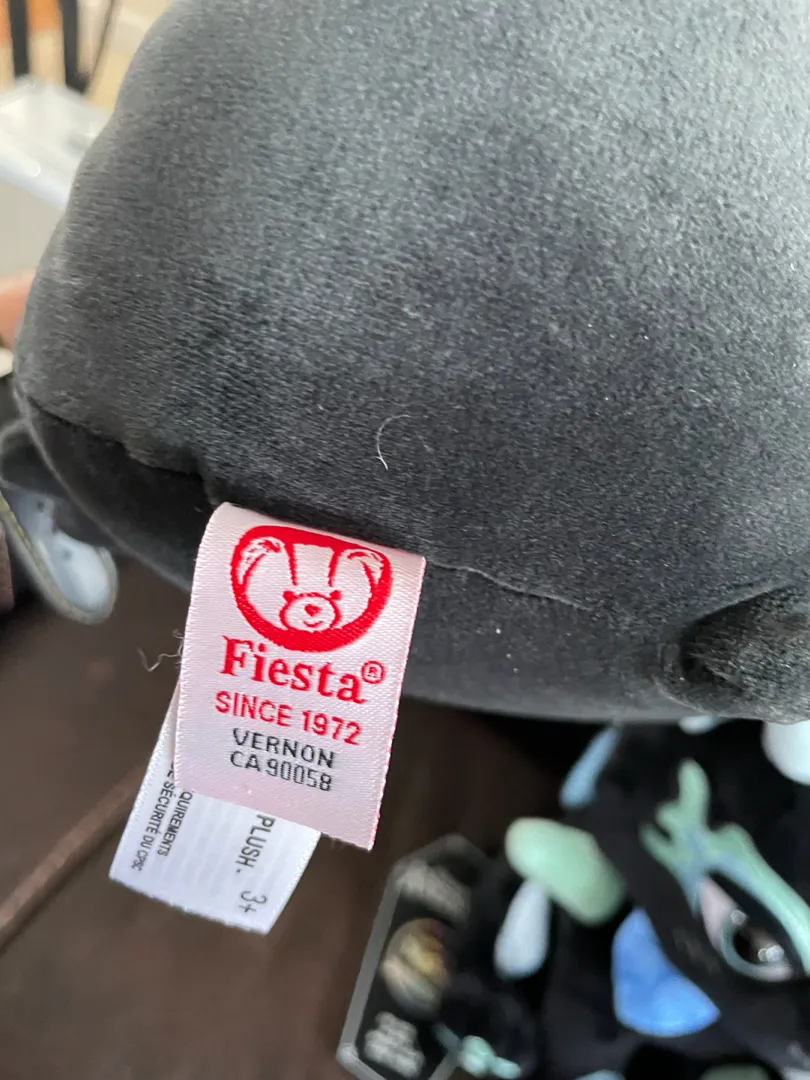 Fiesta®
SINCE 1972
VERNON
CA 90058
QUIREMENTS
SÉCURITÉ DU CPSC
PLUSH. 3+